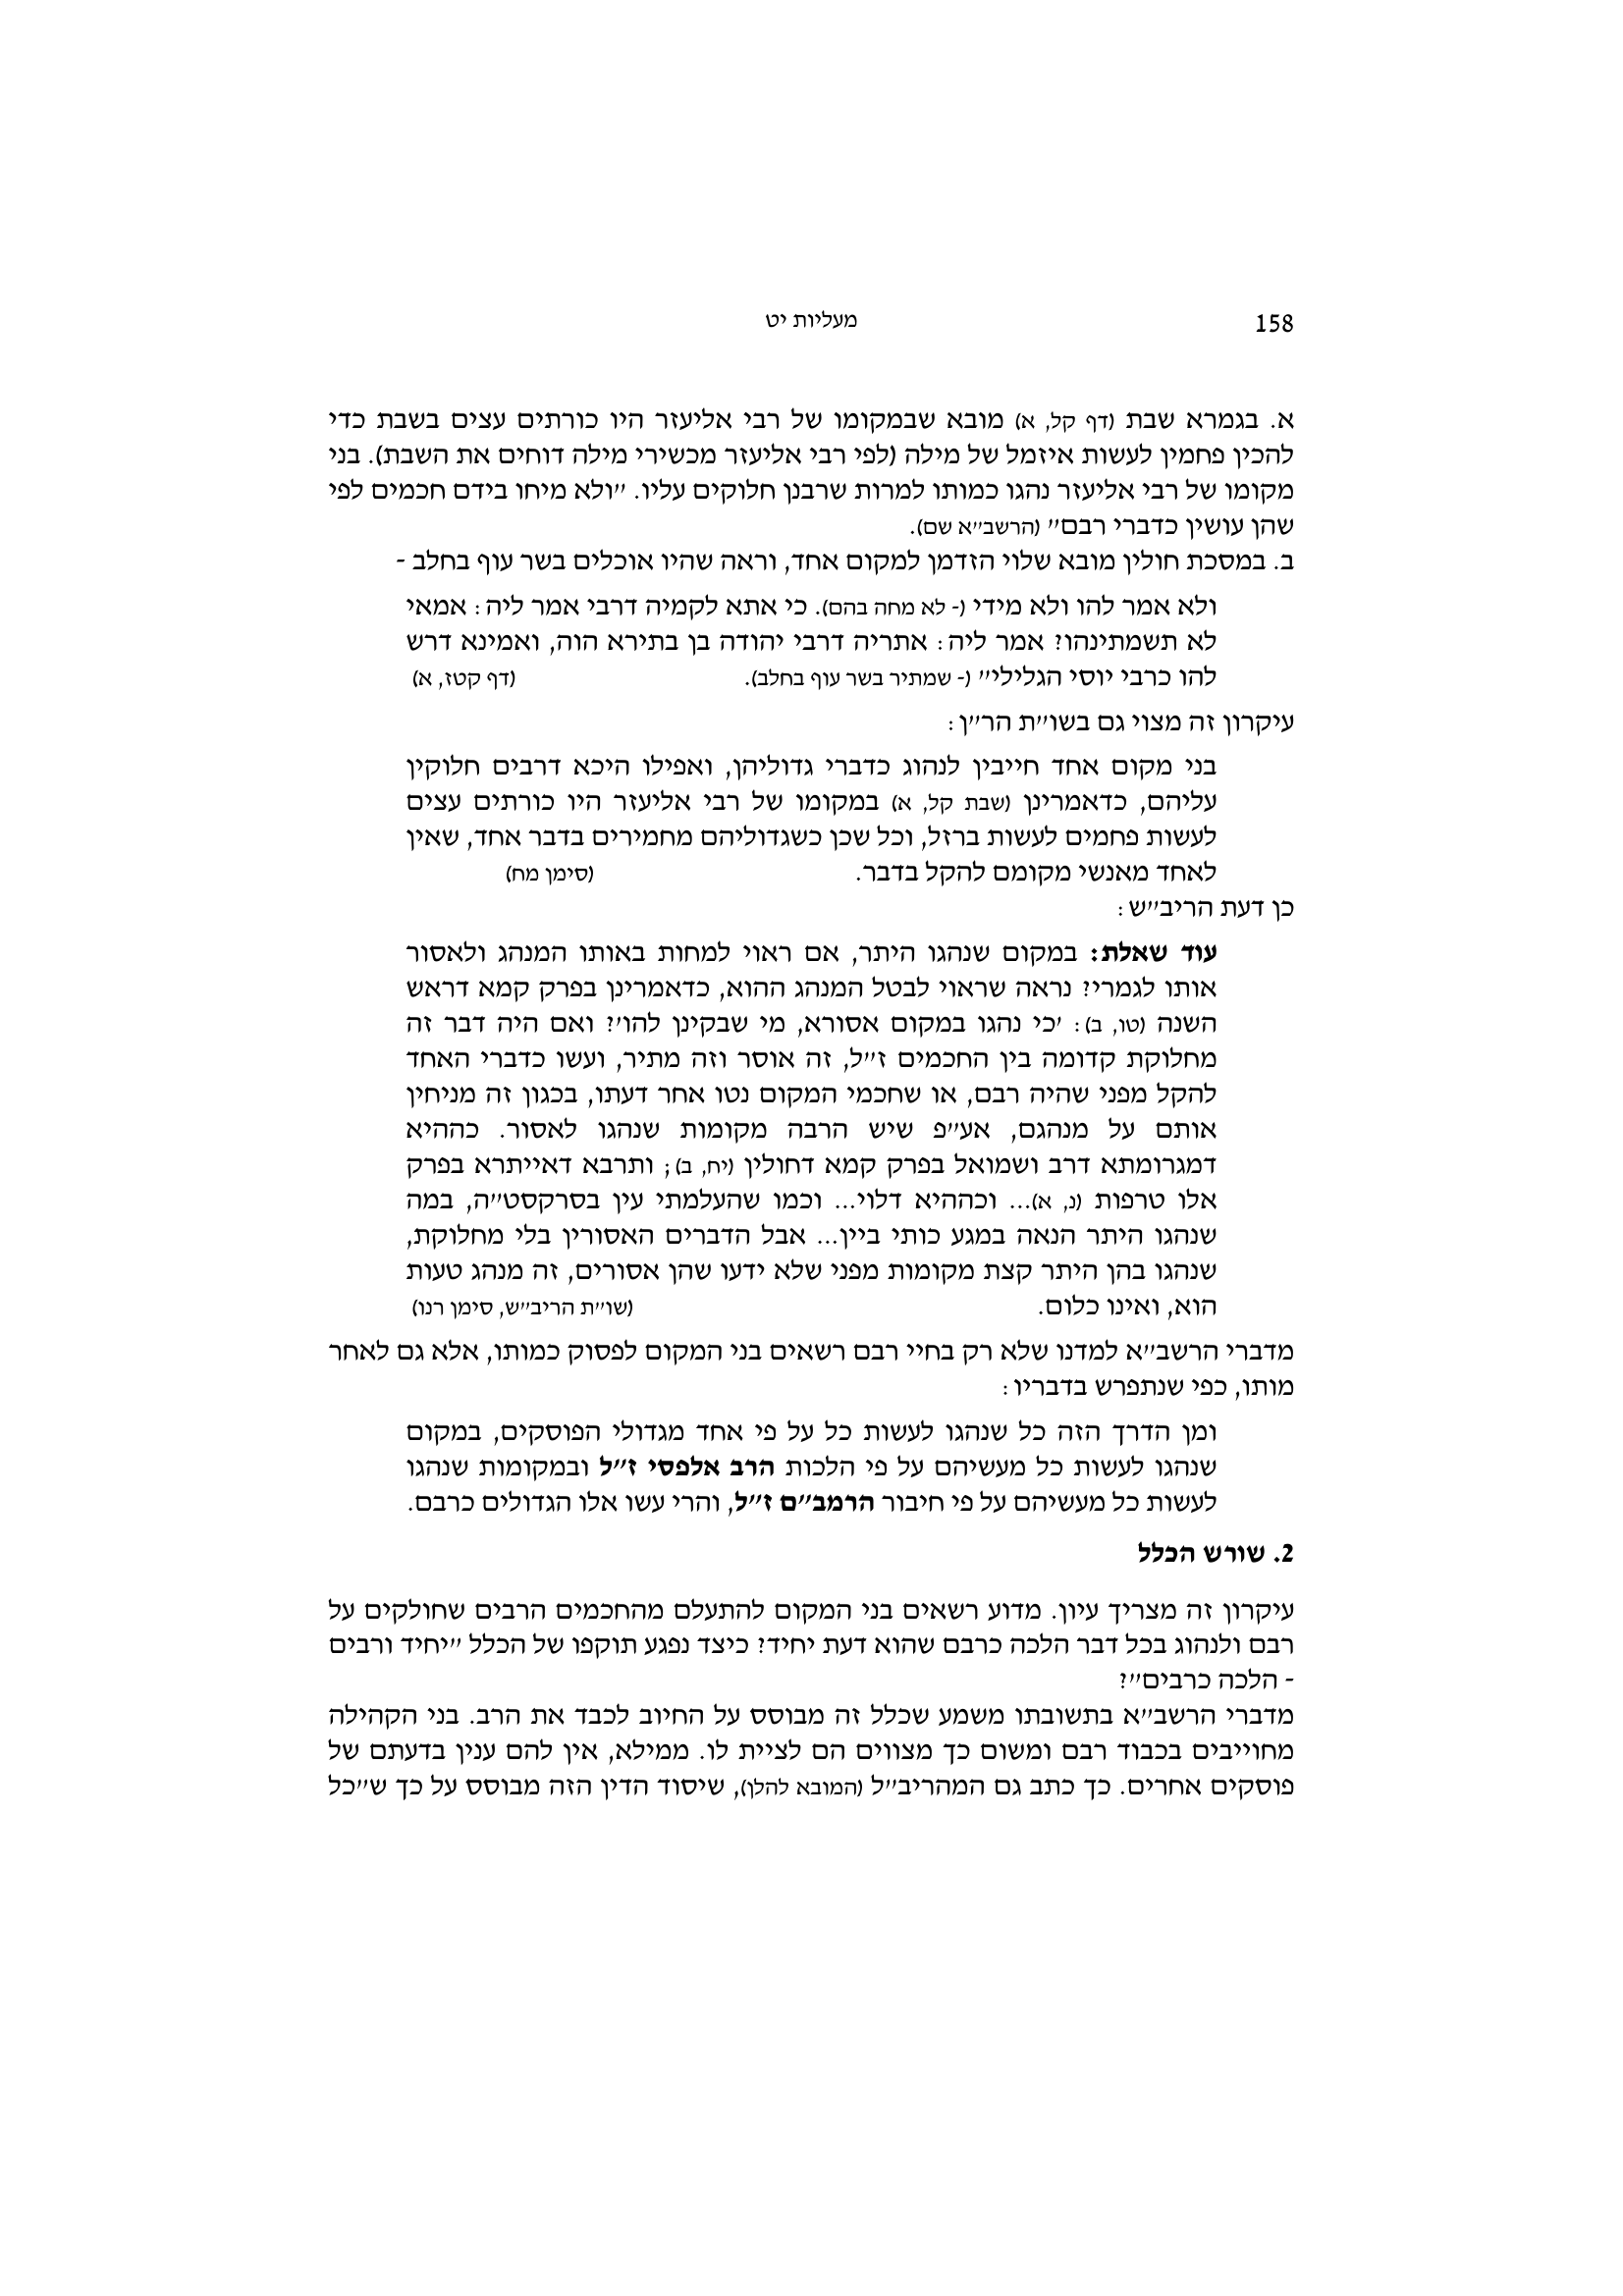 158
מעליות יט
א. בגמרא שבת (דף קל, א) מובא שבמקומו של רבי אליעזר היו כורתים עצים בשבת כדי
להכין פחמין לעשות איזמל של מילה (לפי רבי אליעזר מכשירי מילה דוחים את השבת). בני
מקומו של רבי אליעזר נהגו כמותו למרות שרבנן חלוקים עליו. ״ולא מיחו בידם חכמים לפי
שהן עושין כדברי רבם״ (הרשב״א שם).
ב. במסכת חולין מובא שלוי הזדמן למקום אחד, וראה שהיו אוכלים בשר עוף בחלב -
ולא אמר להו ולא מידי (- לא מחה בהם). כי אתא לקמיה דרבי אמר ליה: אמאי
לא תשמתינהו? אמר ליה: אתריה דרבי יהודה בן בתירא הוה, ואמינא דרש
להו כרבי יוסי הגלילי״ (- שמתיר בשר עוף בחלב). (דף קטז, א)
עיקרון זה מצוי גם בשו״ת הר״ן:
בני מקום אחד חייבין לנהוג כדברי גדוליהן, ואפילו היכא דרבים חלוקין
עליהם, כדאמרינן (שבת קל, א) במקומו של רבי אליעזר היו כורתים עצים
לעשות פחמים לעשות ברזל, וכל שכן כשגדוליהם מחמירים בדבר אחד, שאין
לאחד מאנשי מקומם להקל בדבר. (סימן מח)
כן דעת הריב״ש:
עוד שאלת: במקום שנהגו היתר, אם ראוי למחות באותו המנהג ולאסור
אותו לגמרי? נראה שראוי לבטל המנהג ההוא, כדאמרינן בפרק קמא דראש
השנה (טו, ב): ׳כי נהגו במקום אסורא, מי שבקינן להו׳? ואם היה דבר זה
מחלוקת קדומה בין החכמים ז״ל, זה אוסר וזה מתיר, ועשו כדברי האחד
להקל מפני שהיה רבם, או שחכמי המקום נטו אחר דעתו, בכגון זה מניחין
אותם על מנהגם, אע״פ שיש הרבה מקומות שנהגו לאסור. כההיא
דמגרומתא דרב ושמואל בפרק קמא דחולין (יח, ב); ותרבא דאייתרא בפרק
אלו טרפות (נ, א)... וכההיא דלוי... וכמו שהעלמתי עין בסרקסט״ה, במה
שנהגו היתר הנאה במגע כותי ביין... אבל הדברים האסורין בלי מחלוקת,
שנהגו בהן היתר קצת מקומות מפני שלא ידעו שהן אסורים, זה מנהג טעות
הוא, ואינו כלום. (שו״ת הריב״ש, סימן רנו)
מדברי הרשב״א למדנו שלא רק בחיי רבם רשאים בני המקום לפסוק כמותו, אלא גם לאחר
מותו, כפי שנתפרש בדבריו:
ומן הדרך הזה כל שנהגו לעשות כל על פי אחד מגדולי הפוסקים, במקום
שנהגו לעשות כל מעשיהם על פי הלכות הרב אלפסי ז״ל ובמקומות שנהגו
לעשות כל מעשיהם על פי חיבור הרמב״ם ז״ל, והרי עשו אלו הגדולים כרבם.
2. שורש הכלל
עיקרון זה מצריך עיון. מדוע רשאים בני המקום להתעלם מהחכמים הרבים שחולקים על
רבם ולנהוג בכל דבר הלכה כרבם שהוא דעת יחיד? כיצד נפגע תוקפו של הכלל ״יחיד ורבים
- הלכה כרבים״?
מדברי הרשב״א בתשובתו משמע שכלל זה מבוסס על החיוב לכבד את הרב. בני הקהילה
מחוייבים בכבוד רבם ומשום כך מצווים הם לציית לו. ממילא, אין להם ענין בדעתם של
פוסקים אחרים. כך כתב גם המהריב״ל (המובא להלן), שיסוד הדין הזה מבוסס על כך ש״כל